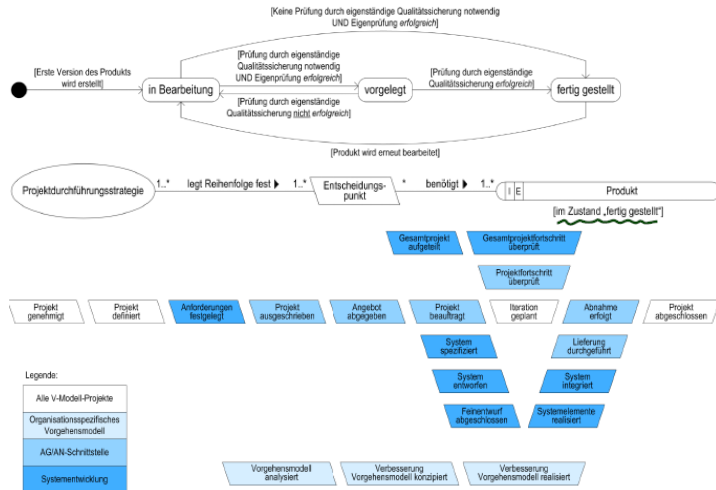 [Keine Prüfung durch eigenständige Qualitätssicherung notwendig
UND Eigenprüfung erfolgreich]
[Erste Version des Produkts
wird erstellt]
[Prüfung durch eigenständige
Qualitätssicherung notwendig
UND Eigenprüfung erfolgreich]
[Prüfung durch eigenständige
Qualitätssicherung erfolgreich]
in Bearbeitung
vorgelegt
fertig gestellt
[Prüfung durch eigenständige
Qualitätssicherung nicht erfolgreich]
[Produkt wird erneut bearbeitet]
Projektdurchführungsstrategie
1..*
legt Reihenfolge fest
1..*
Entscheidungs-
punkt
*
benötigt
1..*
I E
Produkt
[im Zustand „fertig gestellt“]
Gesamtprojekt
aufgeteilt
Gesamtprojektfortschritt
überprüft
Projektfortschritt
überprüft
Projekt
genehmigt
Projekt
definiert
Anforderungen
festgelegt
Projekt
ausgeschrieben
Angebot
abgegeben
Projekt
beauftragt
Iteration
geplant
Abnahme
erfolgt
Projekt
abgeschlossen
System
spezifiziert
Lieferung
durchgeführt
System
entworfen
System
integriert
Feinentwurf
abgeschlossen
Systemelemente
realisiert
Legende:
Alle V-Modell-Projekte
Organisationsspezifisches
Vorgehensmodell
AG/AN-Schnittstelle
Systementwicklung
Vorgehensmodell
analysiert
Verbesserung
Vorgehensmodell konzipiert
Verbesserung
Vorgehensmodell realisiert